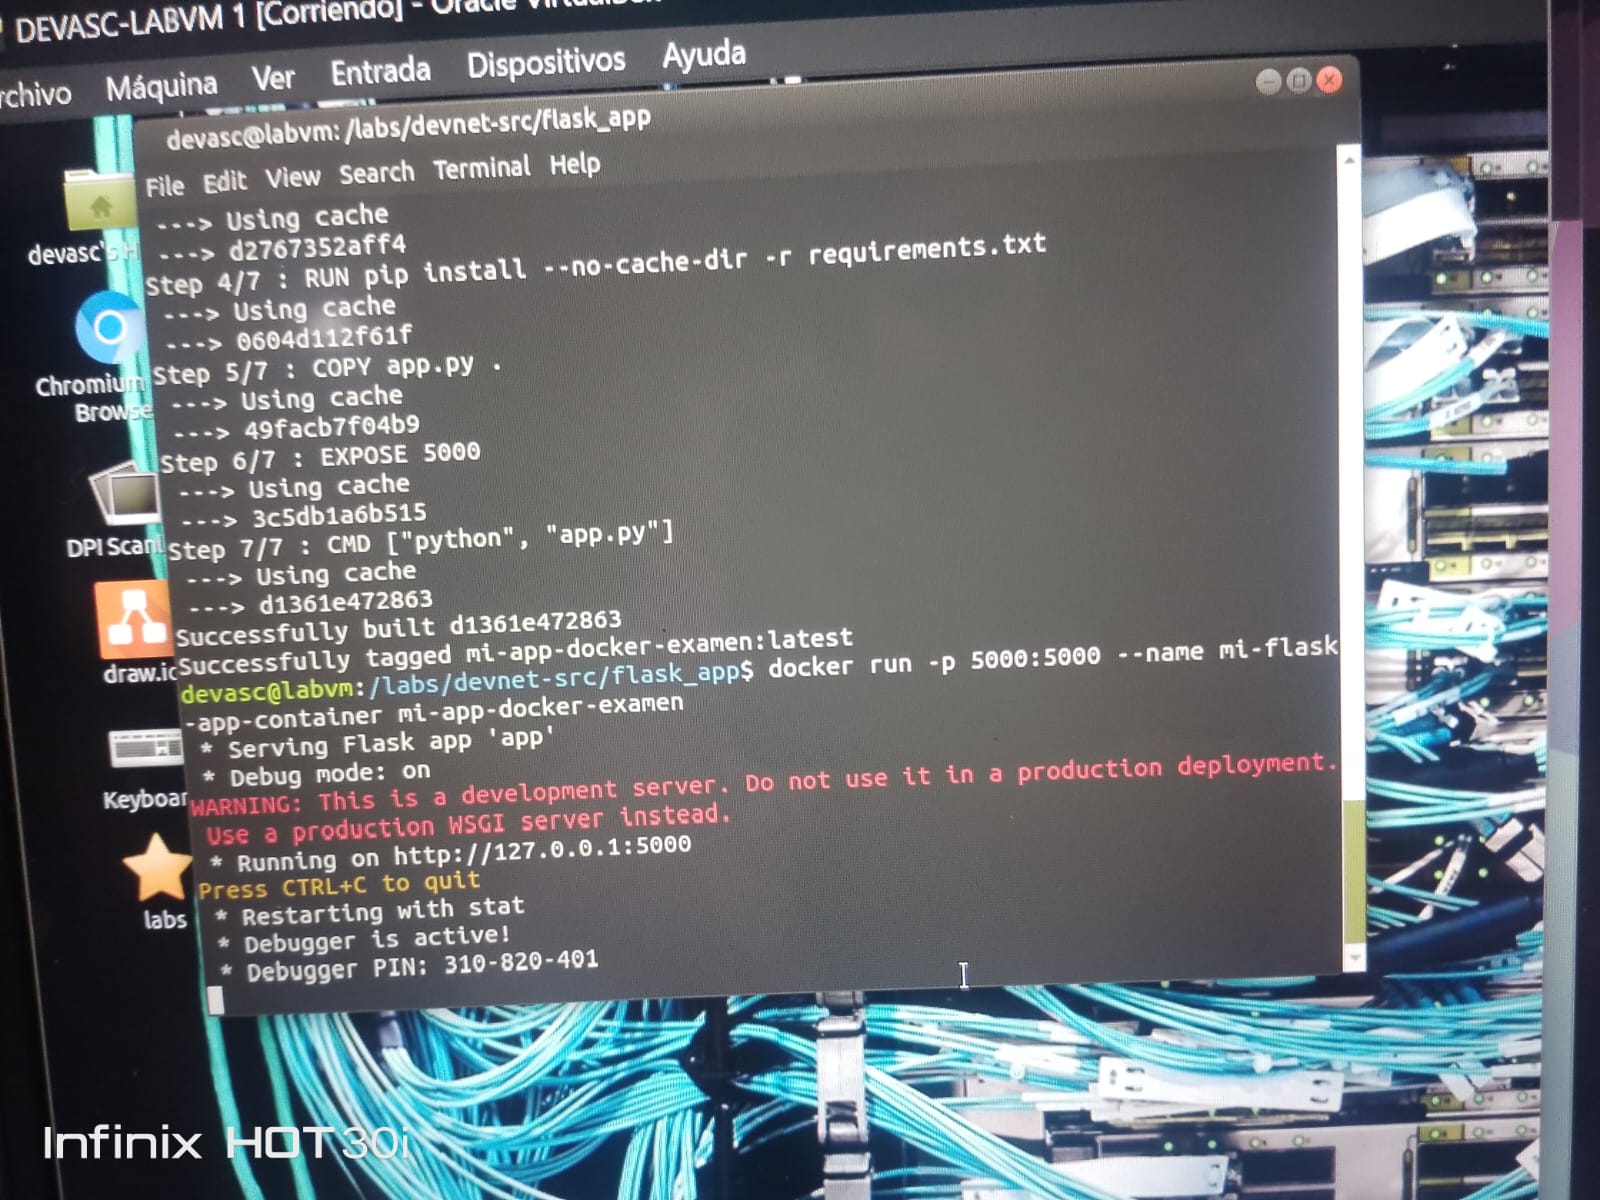 DEVASC-LABVM 1 [Corriendo] - Oracle
Máquina Ver Entrada Dispositivos Ayuda
devasc@labvm: /labs/devnet-src/flask_app
File Edit View Search Terminal Help
---> Using cache
---> d2767352aff4
Step 4/7 : RUN pip install --no-cache-dir -r requirements.txt
---> Using cache
---> 0604d112f61f
Step 5/7 : COPY app.py .
---> Using cache
---> 49facb7f04b9
Step 6/7 : EXPOSE 5000
---> Using cache
---> 3c5db1a6b515
Step 7/7 : CMD ["python", "app.py"]
---> Using cache
---> d1361e472863
Successfully built d1361e472863
Successfully tagged mi-app-docker-examen:latest
devasc@labvm:/labs/devnet-src/flask_app$ docker run -p 5000:5000 --name mi-flask
-app-container mi-app-docker-examen
* Serving Flask app 'app'
* Debug mode: on
WARNING: This is a development server. Do not use it in a production deployment.
Use a production WSGI server instead.
* Running on http://127.0.0.1:5000
Press CTRL+C to quit
* Restarting with stat
* Debugger is active!
* Debugger PIN: 310-820-401
devasc's H
Chromium
Browse
DPI Scal
draw.io
Keyboar
labs
Infinix HOT 30i